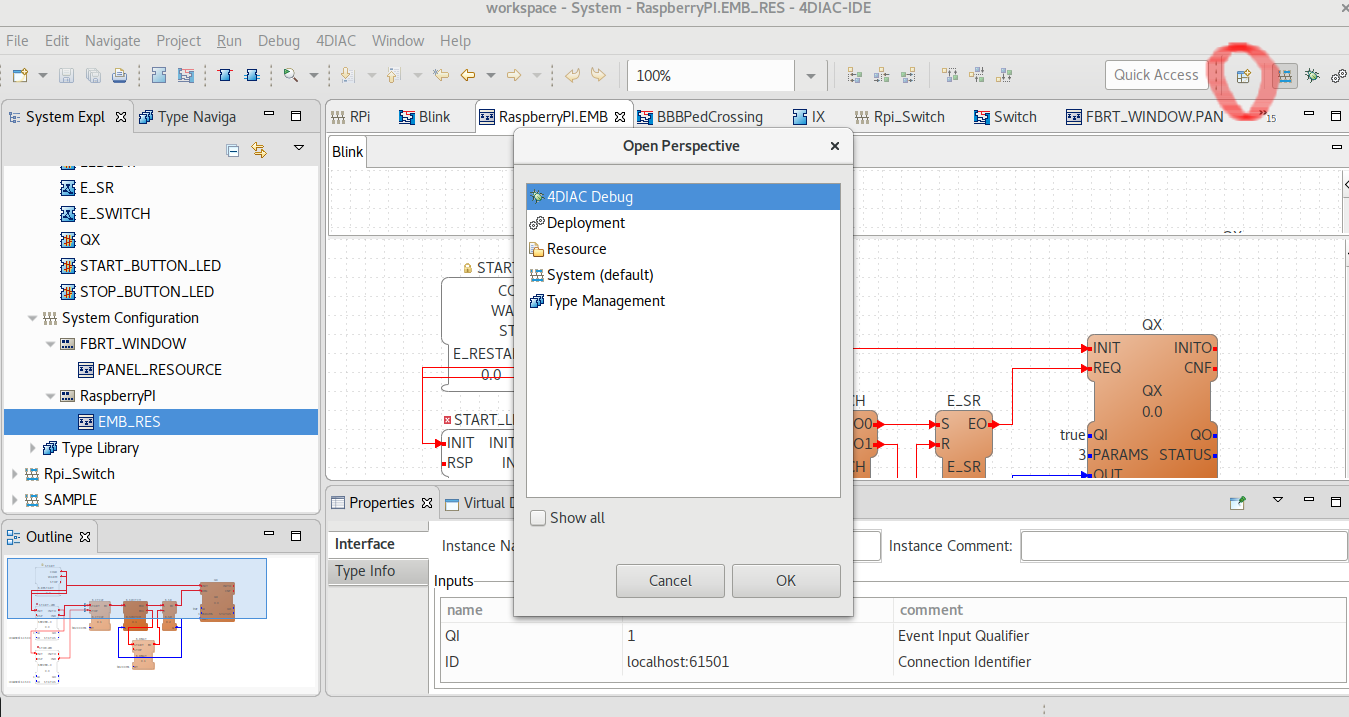 workspace - System - RaspberryPI.EMB_RES - 4DIAC-IDE
File Edit Navigate Project Run Debug 4DIAC Window Help
100%
Quick Access
System Expl
Type Naviga
RPi
Blink
RaspberryPI.EMB
BBBPedCrossing
IX
Rpi_Switch
Switch
FBRT_WINDOW.PAN
15
E_SR
E_SWITCH
QX
START_BUTTON_LED
STOP_BUTTON_LED
System Configuration
FBRT_WINDOW
PANEL_RESOURCE
RaspberryPI
EMB_RES
Type Library
Rpi_Switch
SAMPLE
Outline
Blink
START
CO
WA
ST
E_RESTA
0.0
START_LE
INIT INIT
RSP IN
Open Perspective
4DIAC Debug
Deployment
Resource
System (default)
Type Management
Show all
Cancel
OK
CH
EO0
EO1
CH
E_SR
S EO
R
E_SR
QX
INIT INITO
REQ CNF
QX
0.0
true QI QO
3 PARAMS STATUS
OUT
Properties
Virtual D
Interface
Type Info
Instance Na
Instance Comment:
Inputs
name
comment
QI 1 Event Input Qualifier
ID localhost:61501 Connection Identifier